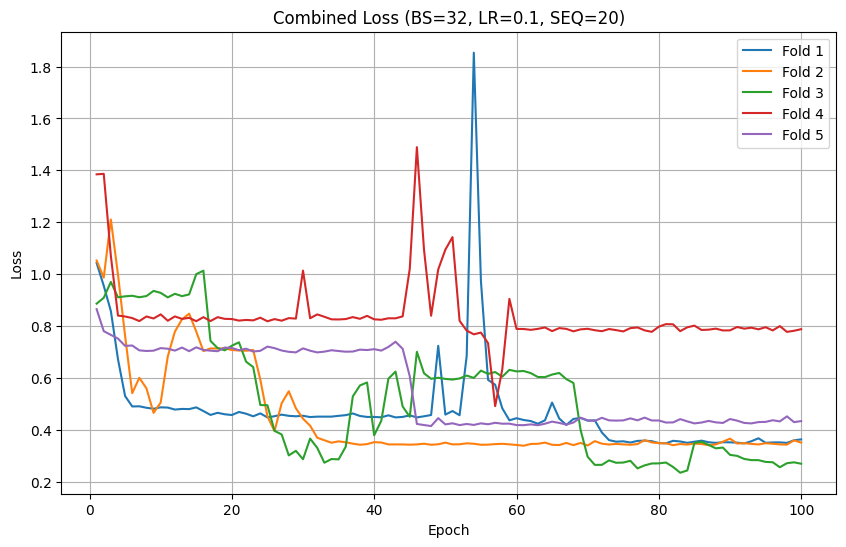 Combined Loss (BS=32, LR=0.1, SEQ=20)
Fold 1
Fold 2
Fold 3
Fold 4
Fold 5
1.8
1.6
1.4
1.2
1.0
0.8
0.6
0.4
0.2
Loss
0 20 40 60 80 100
Epoch